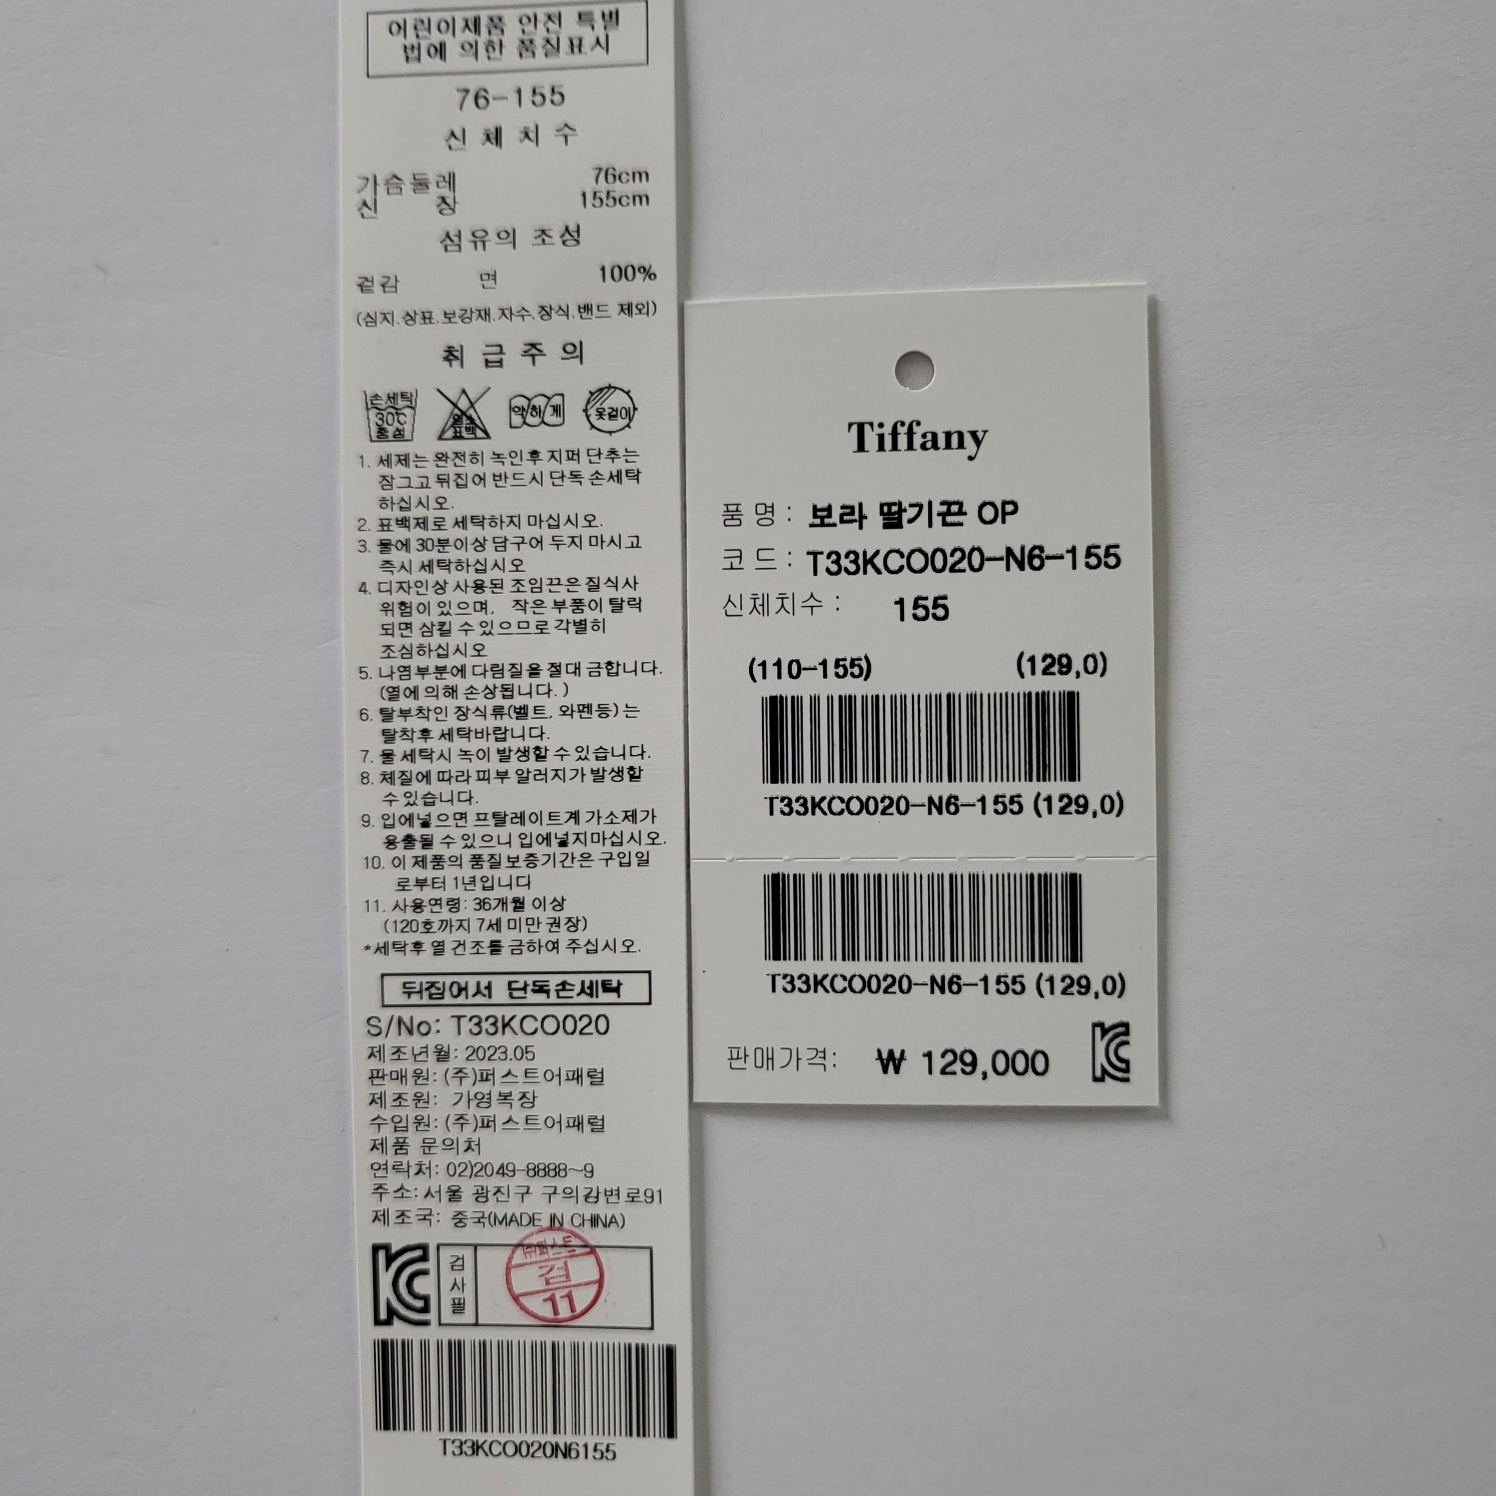 어린이제품 안전 특별
법에 의한 품질표시
76-155
신체치수
가슴둘레 76cm
신 장 155cm
섬유의 조성
겉감 면 100%
(심지.상표.보강재.자수.장식.밴드 제외)
취급주의
손세탁
30℃
중성
염소
표백
약하게
옷걸이
1. 세제는 완전히 녹인후 지퍼 단추는
잠그고 뒤집어 반드시 단독 손세탁
하십시오.
2. 표백제로 세탁하지 마십시오.
3. 물에 30분이상 담구어 두지 마시고
즉시 세탁하십시오
4. 디자인상 사용된 조임끈은 질식사
위험이 있으며, 작은 부품이 탈락
되면 삼킬 수 있으므로 각별히
조심하십시오
5. 나염부분에 다림질을 절대 금합니다.
(열에 의해 손상됩니다.)
6. 탈부착인 장식류(벨트, 와펜등) 는
탈착후 세탁바랍니다.
7. 물 세탁시 녹이 발생할 수 있습니다.
8. 체질에 따라 피부 알러지가 발생할
수 있습니다.
9. 입에넣으면 프탈레이트계 가소제가
용출될 수 있으니 입에넣지마십시오.
10. 이 제품의 품질보증기간은 구입일
로부터 1년입니다
11. 사용연령: 36개월 이상
(120호까지 7세 미만 권장)
*세탁후 열 건조를 금하여 주십시오.
뒤집어서 단독손세탁
S/No: T33KCO020
제조년월: 2023.05
판매원: (주)퍼스트어패럴
제조원: 가영복장
수입원: (주)퍼스트어패럴
제품 문의처
연락처: 02)2049-8888~9
주소: 서울 광진구 구의강변로91
제조국: 중국(MADE IN CHINA)
검사필
㈜퍼스트
검
11
T33KCO020N6155
Tiffany
품 명 : 보라 딸기끈 OP
코 드 : T33KCO020-N6-155
신체치수 : 155
(110-155) (129,0)
T33KCO020-N6-155 (129,0)
T33KCO020-N6-155 (129,0)
판매가격: ₩ 129,000